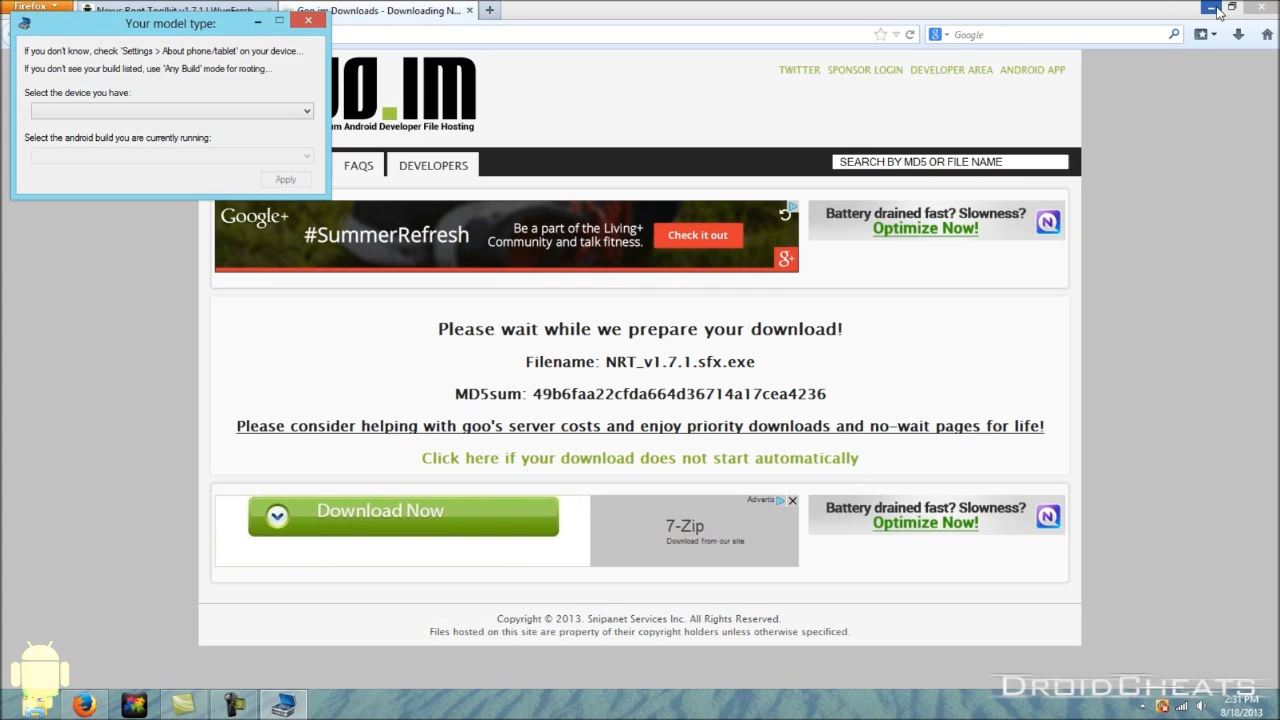 Firefox
Nexus Root Toolkit v1.7.1 | WugFresh
Goo.im Downloads - Downloading N...
Your model type:
If you don't know, check 'Settings > About phone/tablet' on your device...
If you don't see your build listed, use 'Any Build' mode for rooting...
Select the device you have:
Select the android build you are currently running:
Apply
Google
TWITTER SPONSOR LOGIN DEVELOPER AREA ANDROID APP
.IM
m Android Developer File Hosting
FAQS DEVELOPERS
SEARCH BY MD5 OR FILE NAME
Google+
#SummerRefresh
Be a part of the Living+
Community and talk fitness.
Check it out
g+
Battery drained fast? Slowness?
Optimize Now!
N
Please wait while we prepare your download!
Filename: NRT_v1.7.1.sfx.exe
MD5sum: 49b6faa22cfda664d36714a17cea4236
Please consider helping with goo's server costs and enjoy priority downloads and no-wait pages for life!
Click here if your download does not start automatically
Download Now
Adverts
7-Zip
Download from our site
Battery drained fast? Slowness?
Optimize Now!
N
Copyright © 2013. Snipanet Services Inc. All Rights Reserved.
Files hosted on this site are property of their copyright holders unless otherwise specificed.
DROIDCHEATS
2:31 PM
8/18/2013